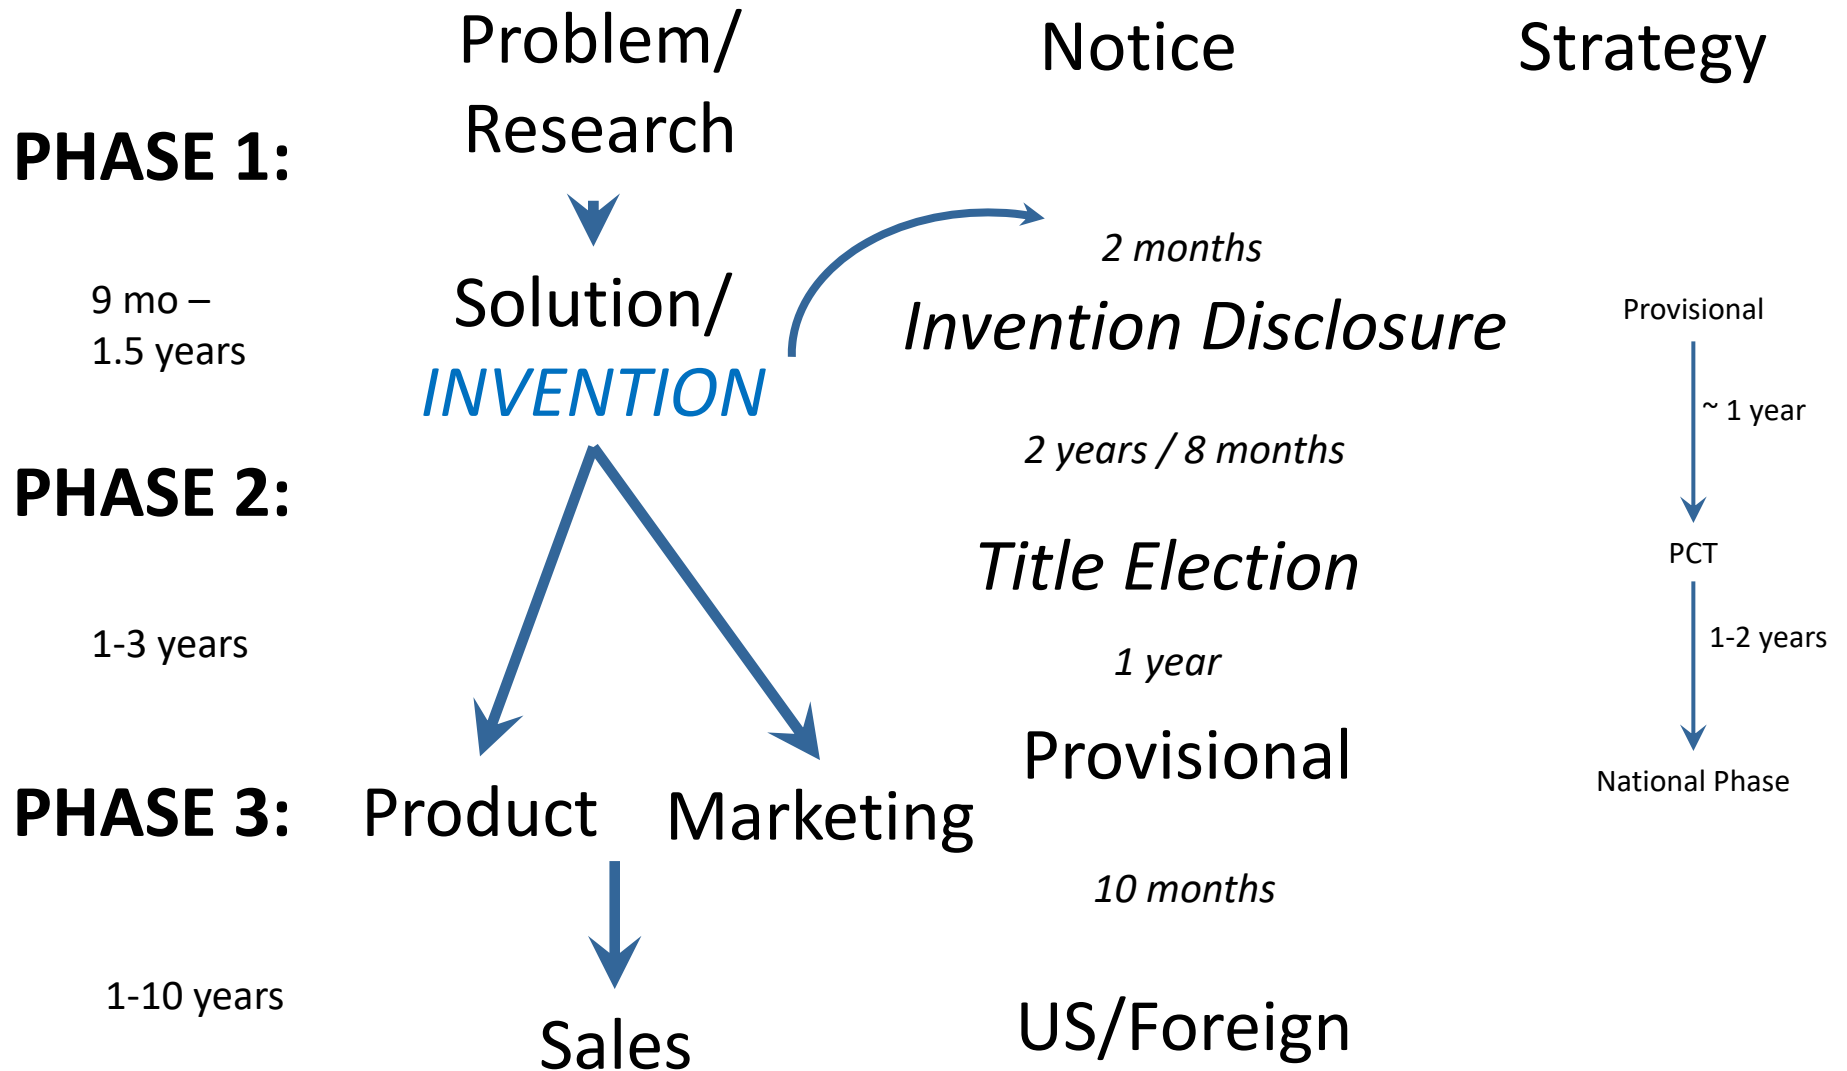 Problem/
Research
Notice
Strategy
PHASE 1:
9 mo –
1.5 years
Solution/
INVENTION
2 months
Invention Disclosure
Provisional
~ 1 year
2 years / 8 months
PHASE 2:
Title Election
PCT
1-3 years
1 year
1-2 years
Provisional
National Phase
PHASE 3:
Product
Marketing
10 months
1-10 years
Sales
US/Foreign